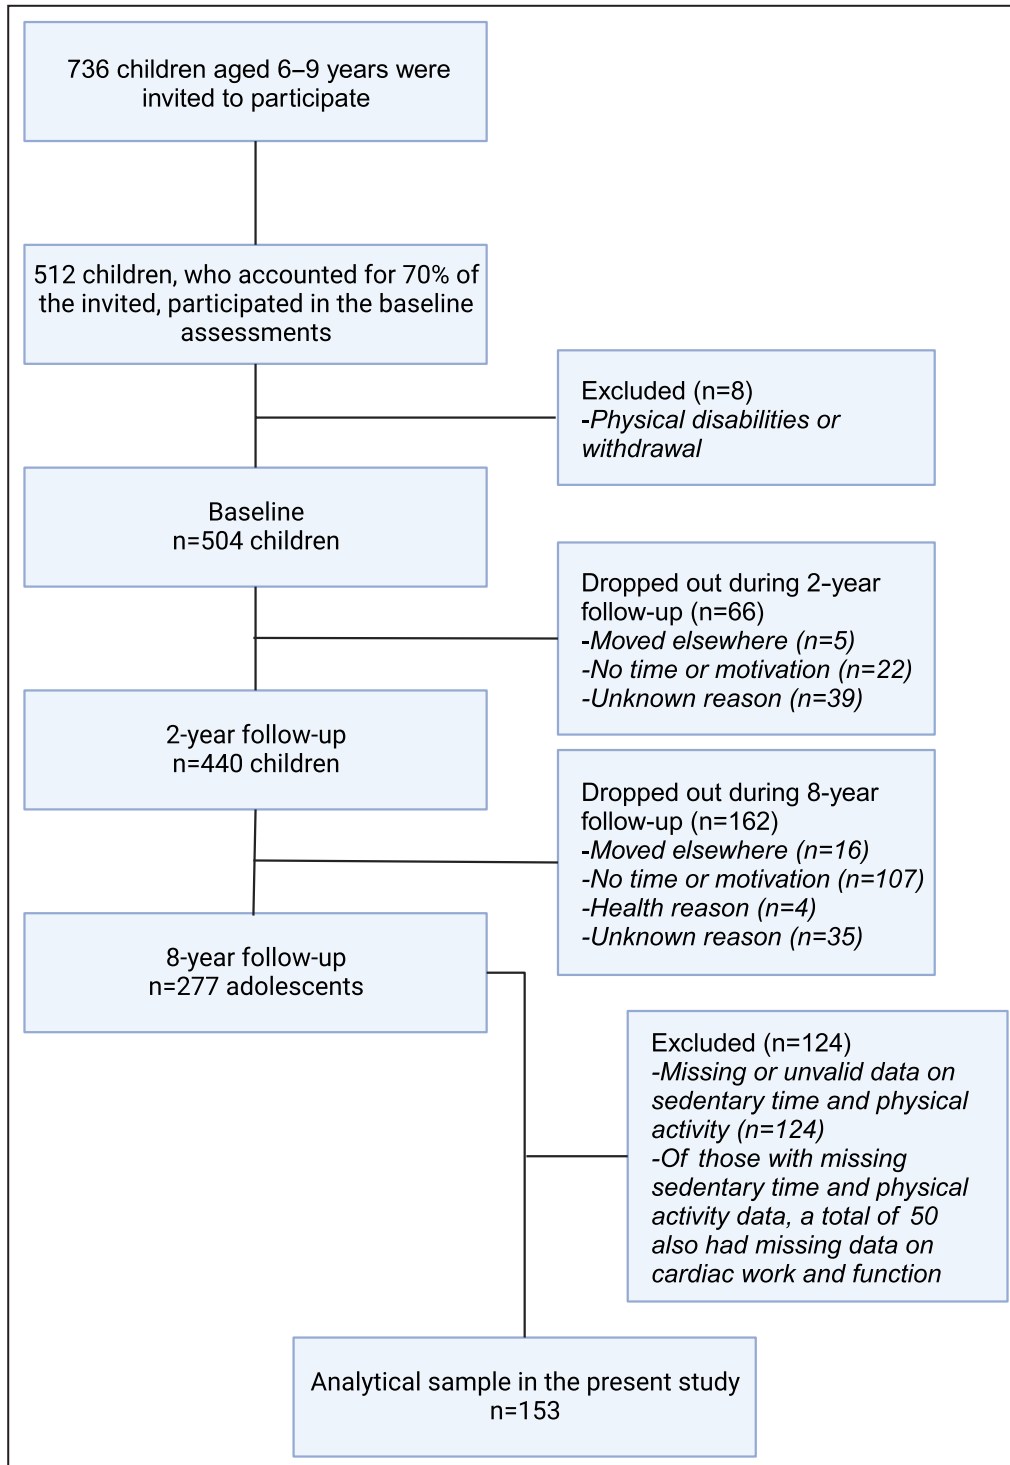 736 children aged 6–9 years were
invited to participate
512 children, who accounted for 70% of
the invited, participated in the baseline
assessments
Excluded (n=8)
-Physical disabilities or
withdrawal
Baseline
n=504 children
Dropped out during 2-year
follow-up (n=66)
-Moved elsewhere (n=5)
-No time or motivation (n=22)
-Unknown reason (n=39)
2-year follow-up
n=440 children
Dropped out during 8-year
follow-up (n=162)
-Moved elsewhere (n=16)
-No time or motivation (n=107)
-Health reason (n=4)
-Unknown reason (n=35)
8-year follow-up
n=277 adolescents
Excluded (n=124)
-Missing or unvalid data on
sedentary time and physical
activity (n=124)
-Of those with missing
sedentary time and physical
activity data, a total of 50
also had missing data on
cardiac work and function
Analytical sample in the present study
n=153